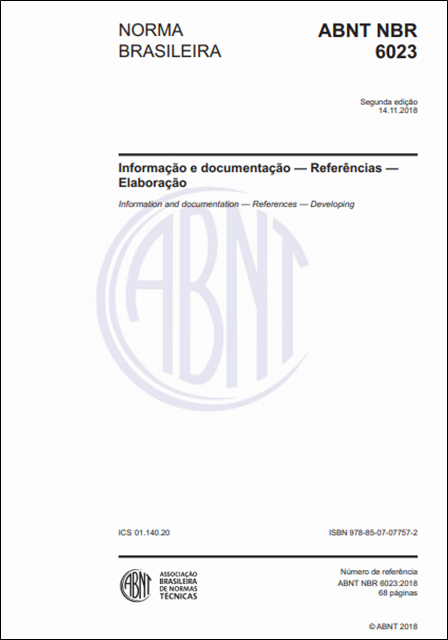 NORMA
BRASILEIRA
ABNT NBR
6023
Segunda edição
14.11.2018
Informação e documentação — Referências —
Elaboração
Information and documentation — References — Developing
ABNT
ICS 01.140.20
ISBN 978-85-07-07757-2
ABNT
ASSOCIAÇÃO
BRASILEIRA
DE NORMAS
TÉCNICAS
Número de referência
ABNT NBR 6023:2018
68 páginas
© ABNT 2018